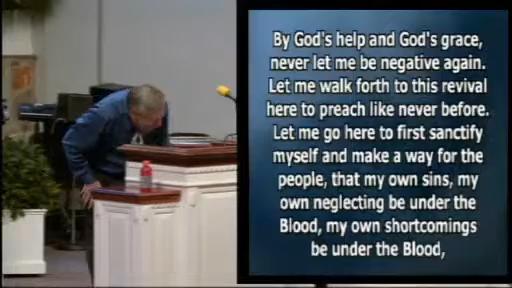 By God's help and God's grace,
never let me be negative again.
Let me walk forth to this revival
here to preach like never before.
Let me go here to first sanctify
myself and make a way for the
people, that my own sins, my
own neglecting be under the
Blood, my own shortcomings
be under the Blood,